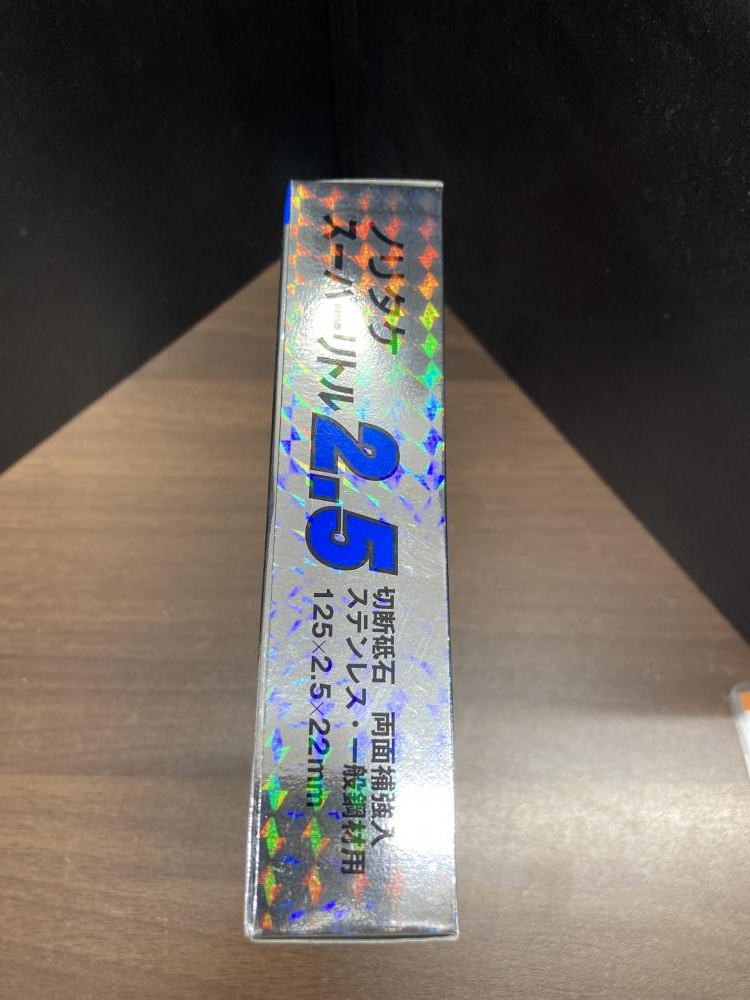 ノリタケ
スーパーリトル2.5
切断砥石 両面補強入
ステンレス・一般鋼材用
125×2.5×22mm